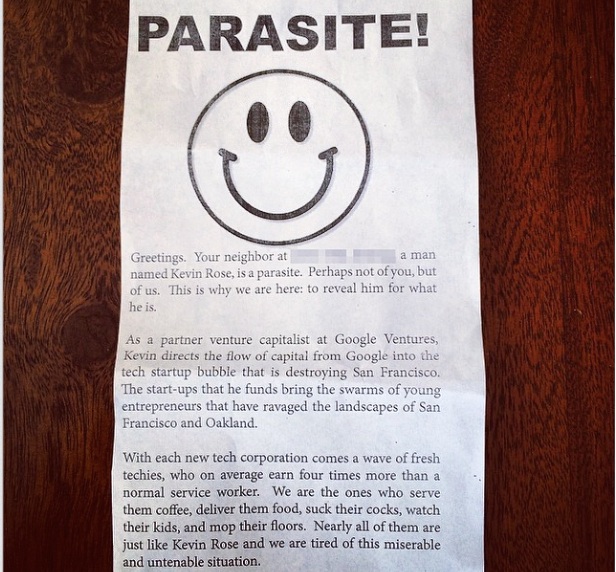 PARASITE!
Greetings. Your neighbor at a man
named Kevin Rose, is a parasite. Perhaps not of you, but
of us. This is why we are here: to reveal him for what
he is.
As a partner venture capitalist at Google Ventures,
Kevin directs the flow of capital from Google into the
tech startup bubble that is destroying San Francisco.
The start-ups that he funds bring the swarms of young
entrepreneurs that have ravaged the landscapes of San
Francisco and Oakland.
With each new tech corporation comes a wave of fresh
techies, who on average earn four times more than a
normal service worker. We are the ones who serve
them coffee, deliver them food, suck their cocks, watch
their kids, and mop their floors. Nearly all of them are
just like Kevin Rose and we are tired of this miserable
and untenable situation.